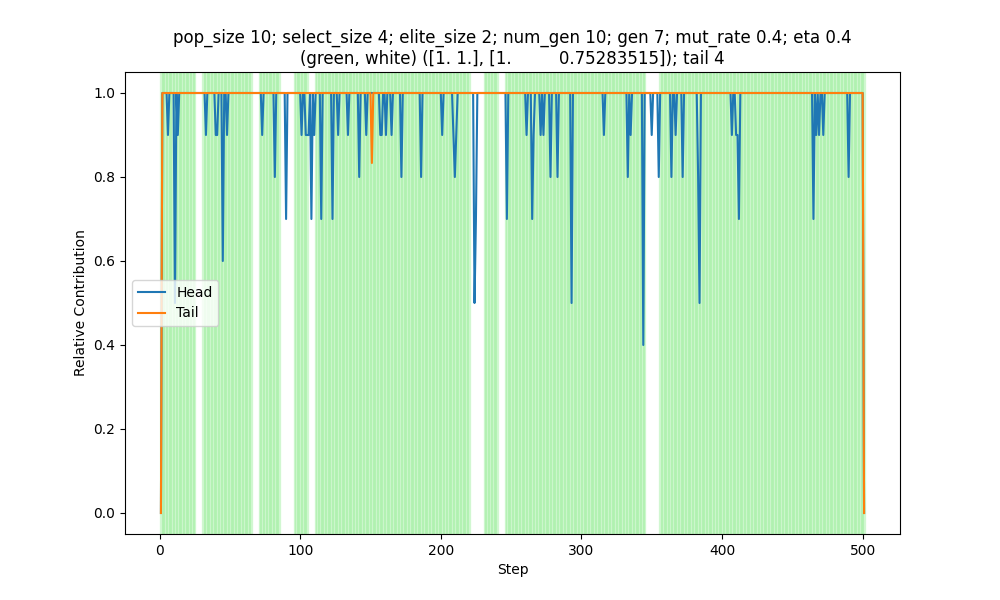 pop_size 10; select_size 4; elite_size 2; num_gen 10; gen 7; mut_rate 0.4; eta 0.4
(green, white) ([1. 1.], [1.          0.75283515]); tail 4
1.0
0.8
0.6
0.4
0.2
0.0
Relative Contribution
Head
Tail
0
100
200
300
400
500
Step